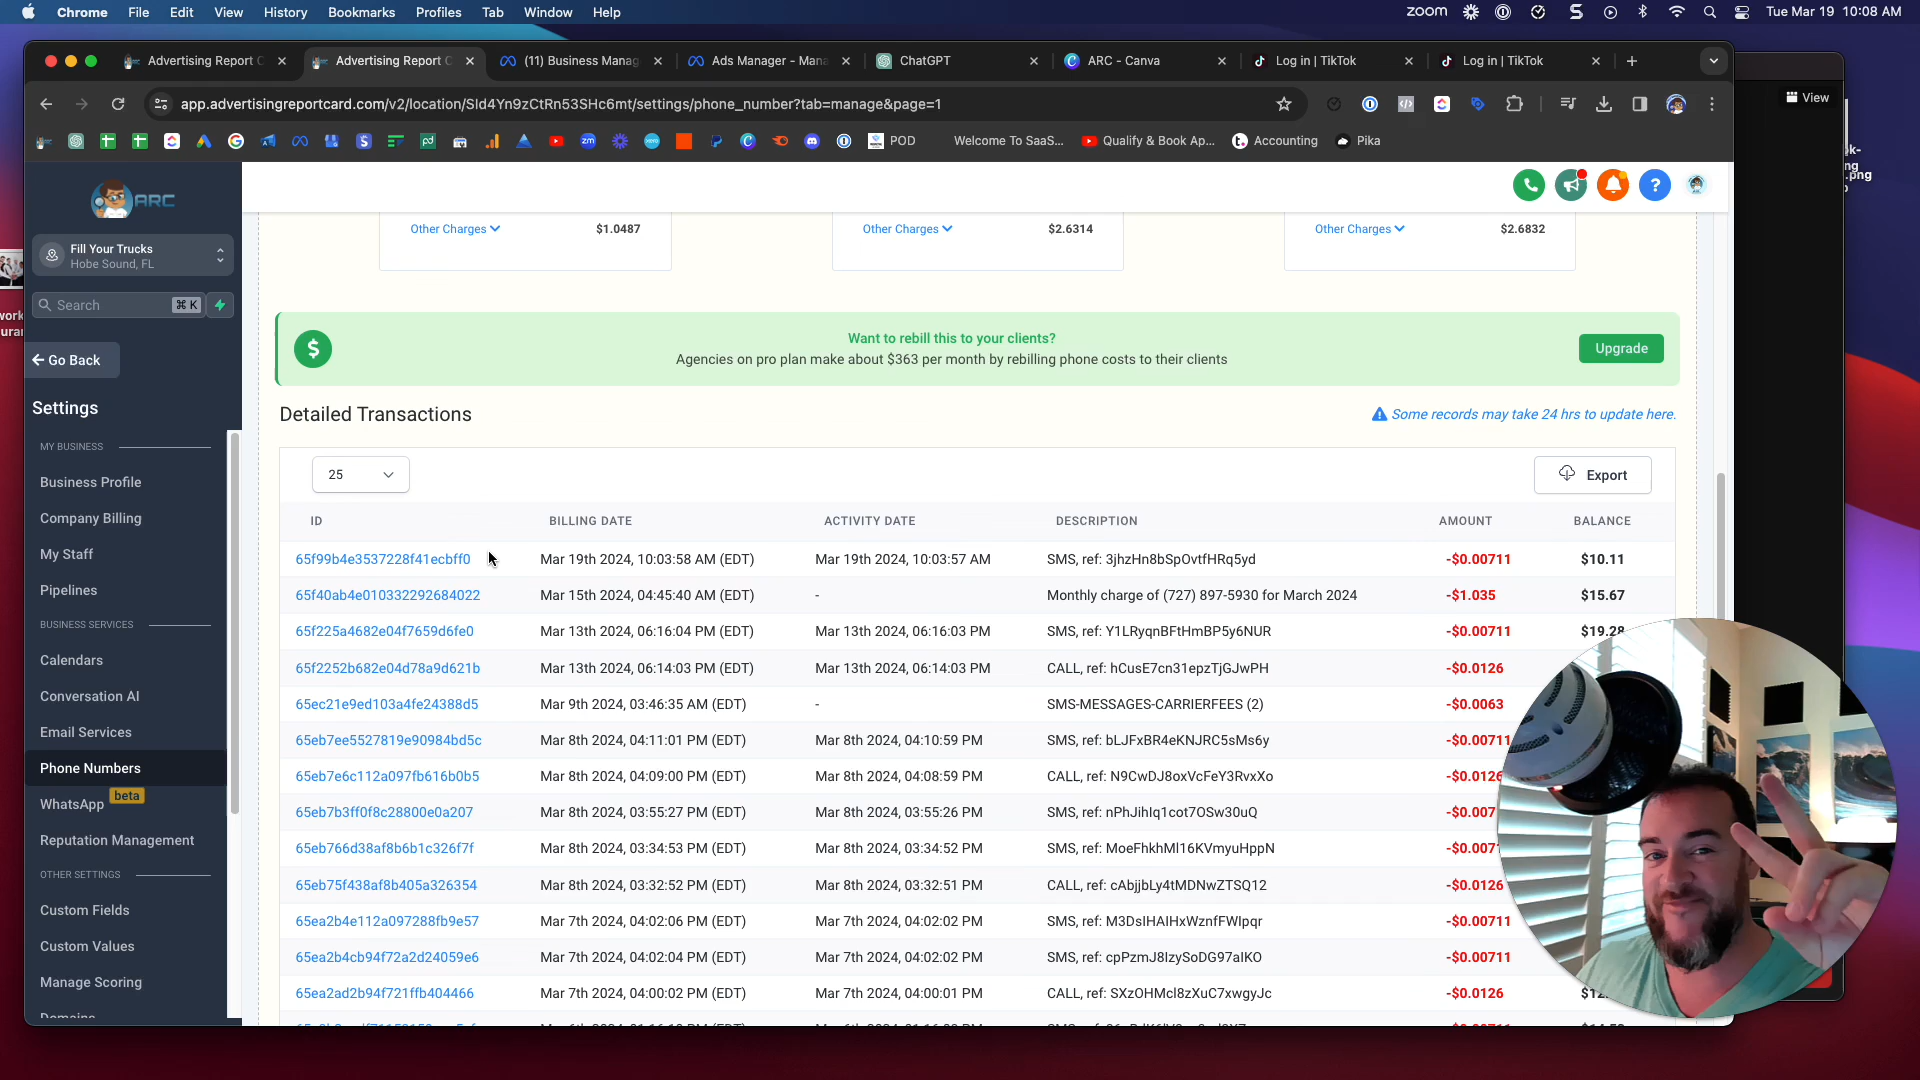 Chrome File Edit View History Bookmarks Profiles Tab Window Help
zoom Tue Mar 19 10:08 AM
Advertising Report C
Advertising Report C
(11) Business Manag
Ads Manager - Mana
ChatGPT
ARC - Canva
Log in | TikTok
Log in | TikTok
app.advertisingreportcard.com/v2/location/SId4Yn9zCtRn53SHc6mt/settings/phone_number?tab=manage&page=1
View
POD Welcome To SaaS... Qualify & Book Ap... Accounting Pika
ARC
Fill Your Trucks
Hobe Sound, FL
Search ⌘ K
Go Back
Settings
MY BUSINESS
Business Profile
Company Billing
My Staff
Pipelines
BUSINESS SERVICES
Calendars
Conversation AI
Email Services
Phone Numbers
WhatsApp beta
Reputation Management
OTHER SETTINGS
Custom Fields
Custom Values
Manage Scoring
Domains
Other Charges $1.0487
Other Charges $2.6314
Other Charges $2.6832
Want to rebill this to your clients?
Agencies on pro plan make about $363 per month by rebilling phone costs to their clients
Upgrade
Detailed Transactions
Some records may take 24 hrs to update here.
25
Export
ID BILLING DATE ACTIVITY DATE DESCRIPTION AMOUNT BALANCE
65f99b4e3537228f41ecbff0 Mar 19th 2024, 10:03:58 AM (EDT) Mar 19th 2024, 10:03:57 AM SMS, ref: 3jhzHn8bSpOvtfHRq5yd -$0.00711 $10.11
65f40ab4e010332292684022 Mar 15th 2024, 04:45:40 AM (EDT) - Monthly charge of (727) 897-5930 for March 2024 -$1.035 $15.67
65f225a4682e04f7659d6fe0 Mar 13th 2024, 06:16:04 PM (EDT) Mar 13th 2024, 06:16:03 PM SMS, ref: Y1LRyqnBFtHmBP5y6NUR -$0.00711 $19.28
65f2252b682e04d78a9d621b Mar 13th 2024, 06:14:03 PM (EDT) Mar 13th 2024, 06:14:03 PM CALL, ref: hCusE7cn31epzTjGJwPH -$0.0126
65ec21e9ed103a4fe24388d5 Mar 9th 2024, 03:46:35 AM (EDT) - SMS-MESSAGES-CARRIERFEES (2) -$0.0063
65eb7ee5527819e90984bd5c Mar 8th 2024, 04:11:01 PM (EDT) Mar 8th 2024, 04:10:59 PM SMS, ref: bLJFxBR4eKNJRC5sMs6y -$0.00711
65eb7e6c112a097fb616b0b5 Mar 8th 2024, 04:09:00 PM (EDT) Mar 8th 2024, 04:08:59 PM CALL, ref: N9CwDJ8oxVcFeY3RvxXo -$0.0126
65eb7b3ff0f8c28800e0a207 Mar 8th 2024, 03:55:27 PM (EDT) Mar 8th 2024, 03:55:26 PM SMS, ref: nPhJihIq1cot7OSw30uQ -$0.007
65eb766d38af8b6b1c326f7f Mar 8th 2024, 03:34:53 PM (EDT) Mar 8th 2024, 03:34:52 PM SMS, ref: MoeFhkhMl16KVmyuHppN -$0.007
65eb75f438af8b405a326354 Mar 8th 2024, 03:32:52 PM (EDT) Mar 8th 2024, 03:32:51 PM CALL, ref: cAbjjbLy4tMDNwZTSQ12 -$0.0126
65ea2b4e112a097288fb9e57 Mar 7th 2024, 04:02:06 PM (EDT) Mar 7th 2024, 04:02:02 PM SMS, ref: M3DsIHAIHxWznfFWlpqr -$0.00711
65ea2b4cb94f72a2d24059e6 Mar 7th 2024, 04:02:04 PM (EDT) Mar 7th 2024, 04:02:02 PM SMS, ref: cpPzmJ8IzySoDG97aIKO -$0.00711
65ea2ad2b94f721ffb404466 Mar 7th 2024, 04:00:02 PM (EDT) Mar 7th 2024, 04:00:01 PM CALL, ref: SXzOHMcl8zXuC7xwgyJc -$0.0126